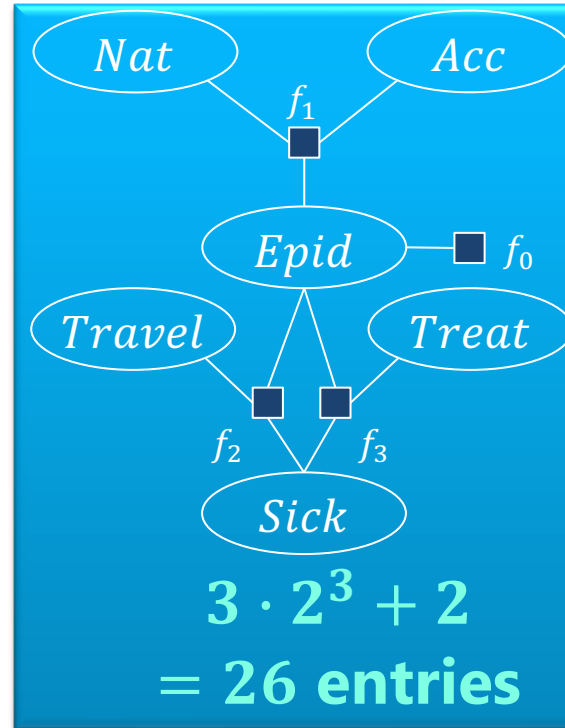 Nat Acc
f₁
Epid f₀
Travel Treat
f₂ f₃
Sick
3 · 2³ + 2
= 26 entries